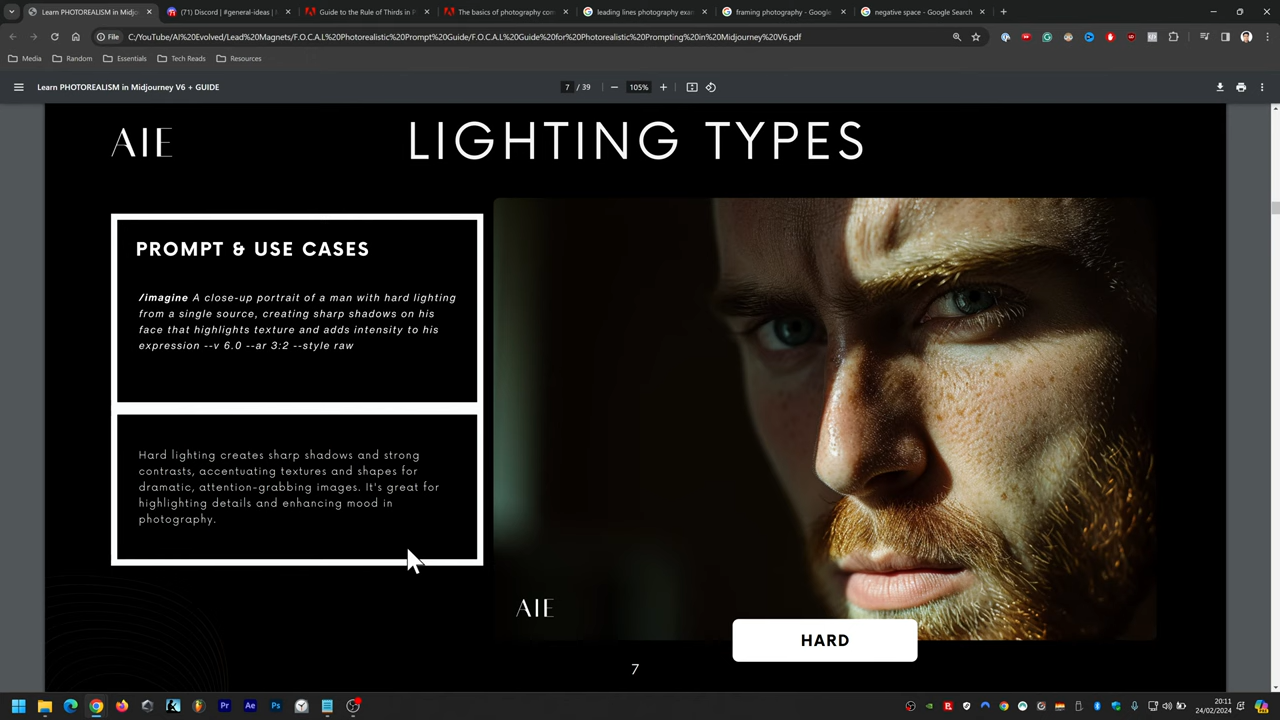 Learn PHOTOREALISM in Midjo
(71) Discord | #general-ideas | A
Guide to the Rule of Thirds in P
The basics of photography com
leading lines photography exam
framing photography - Google
negative space - Google Search
File
C:/YouTube/AI%20Evolved/Lead%20Magnets/F.O.C.A.L%20Photorealistic%20Prompt%20Guide/F.O.C.A.L%20Guide%20for%20Photorealistic%20Prompting%20in%20Midjourney%20V6.pdf
Media
Random
Essentials
Tech Reads
Resources
Learn PHOTOREALISM in Midjourney V6 + GUIDE
7 / 39
105%
AIE
LIGHTING TYPES
PROMPT & USE CASES
/imagine A close-up portrait of a man with hard lighting
from a single source, creating sharp shadows on his
face that highlights texture and adds intensity to his
expression --v 6.0 --ar 3:2 --style raw
Hard lighting creates sharp shadows and strong
contrasts, accentuating textures and shapes for
dramatic, attention-grabbing images. It's great for
highlighting details and enhancing mood in
photography.
AIE
HARD
7
Pr
Ae
Ps
20:11
24/02/2024